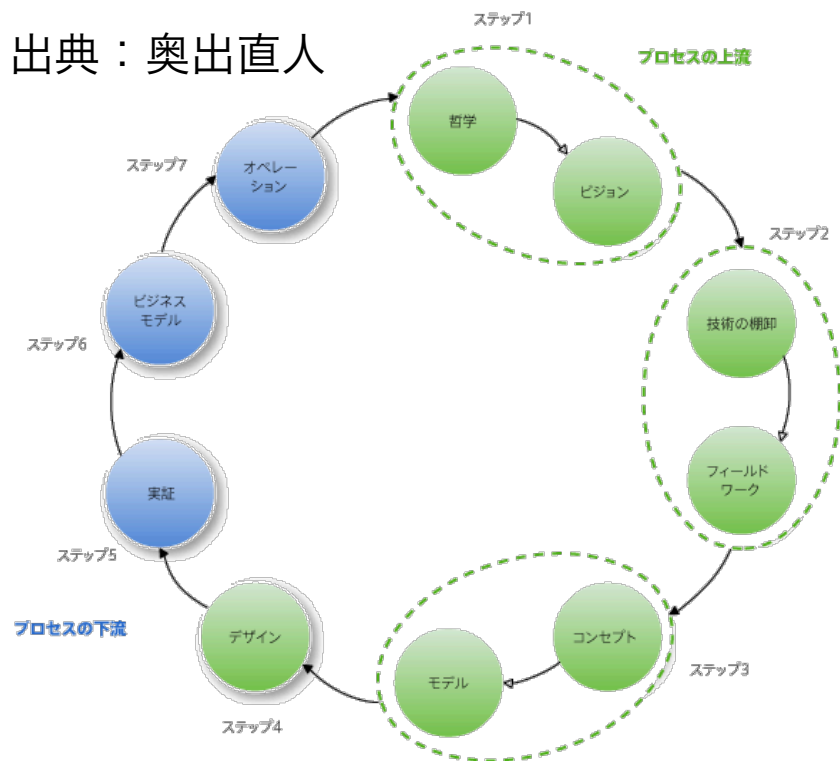 出典：奥出直人
ステップ1
プロセスの上流
哲学
ビジョン
ステップ2
技術の棚卸
フィールド
ワーク
コンセプト
ステップ3
モデル
デザイン
ステップ4
プロセスの下流
ステップ5
実証
ステップ6
ビジネス
モデル
ステップ7
オペレー
ション